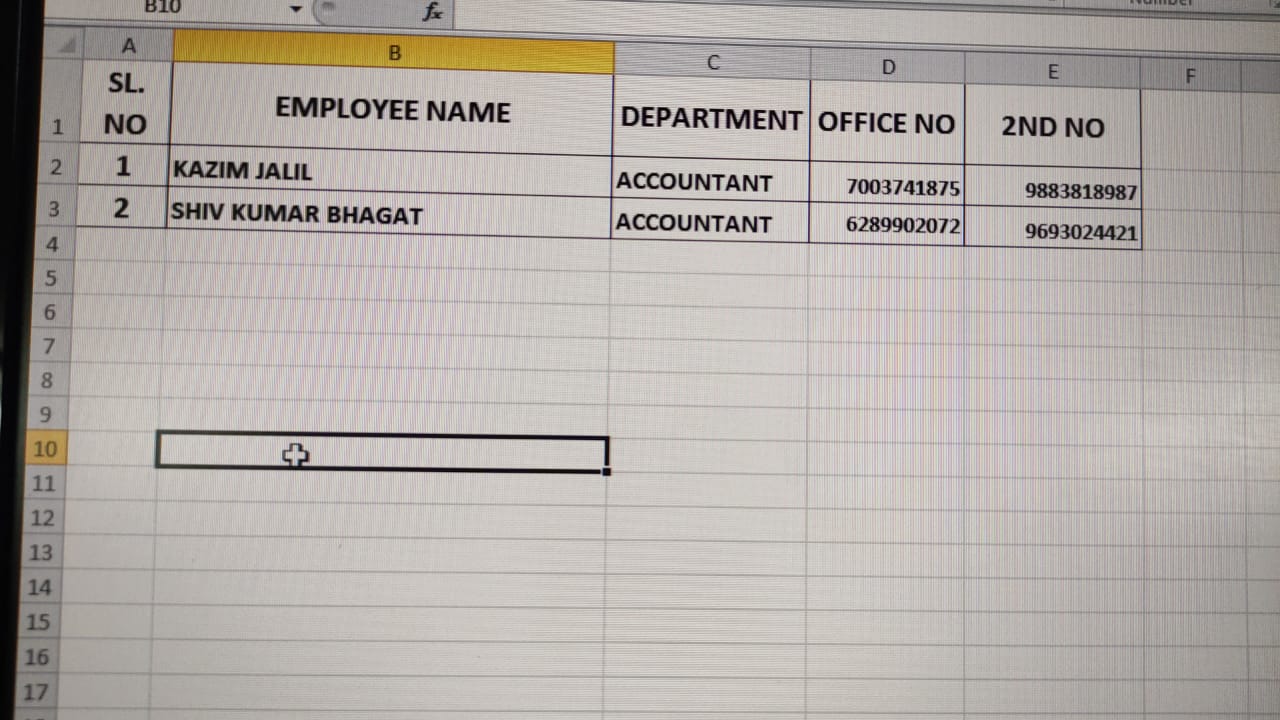 B10 fx
A B C D E F
1 SL. NO EMPLOYEE NAME DEPARTMENT OFFICE NO 2ND NO
2 1 KAZIM JALIL ACCOUNTANT 7003741875 9883818987
3 2 SHIV KUMAR BHAGAT ACCOUNTANT 6289902072 9693024421
4
5
6
7
8
9
10
11
12
13
14
15
16
17